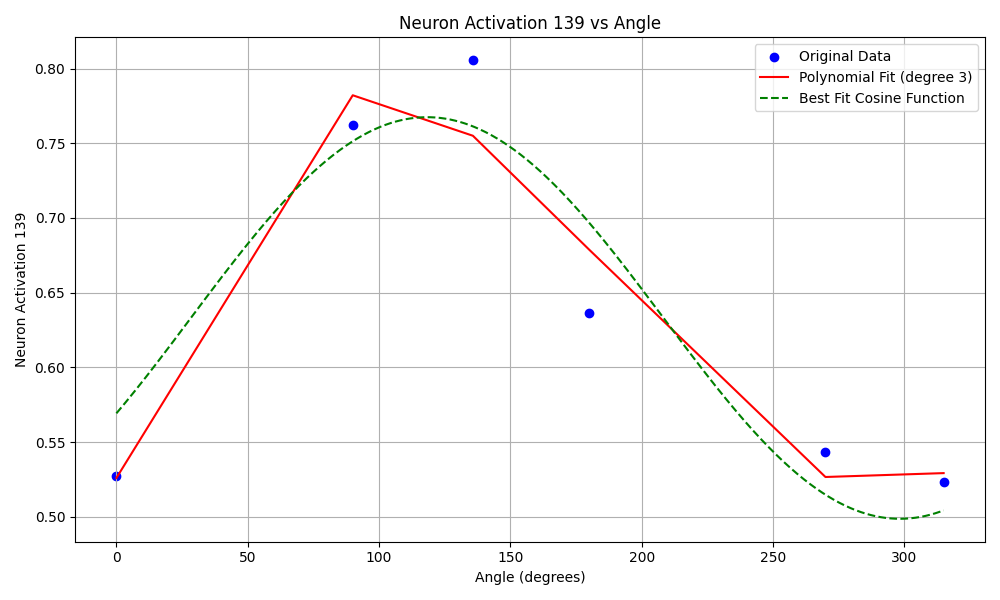 Neuron Activation 139 vs Angle
Original Data
Polynomial Fit (degree 3)
Best Fit Cosine Function
Neuron Activation 139
0.80
0.75
0.70
0.65
0.60
0.55
0.50
0
50
100
150
200
250
300
Angle (degrees)